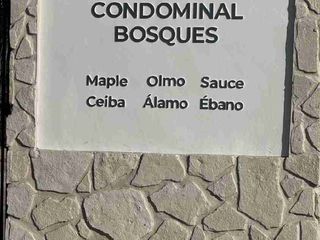 CONDOMINAL
BOSQUES
Maple Olmo Sauce
Ceiba Álamo Ébano